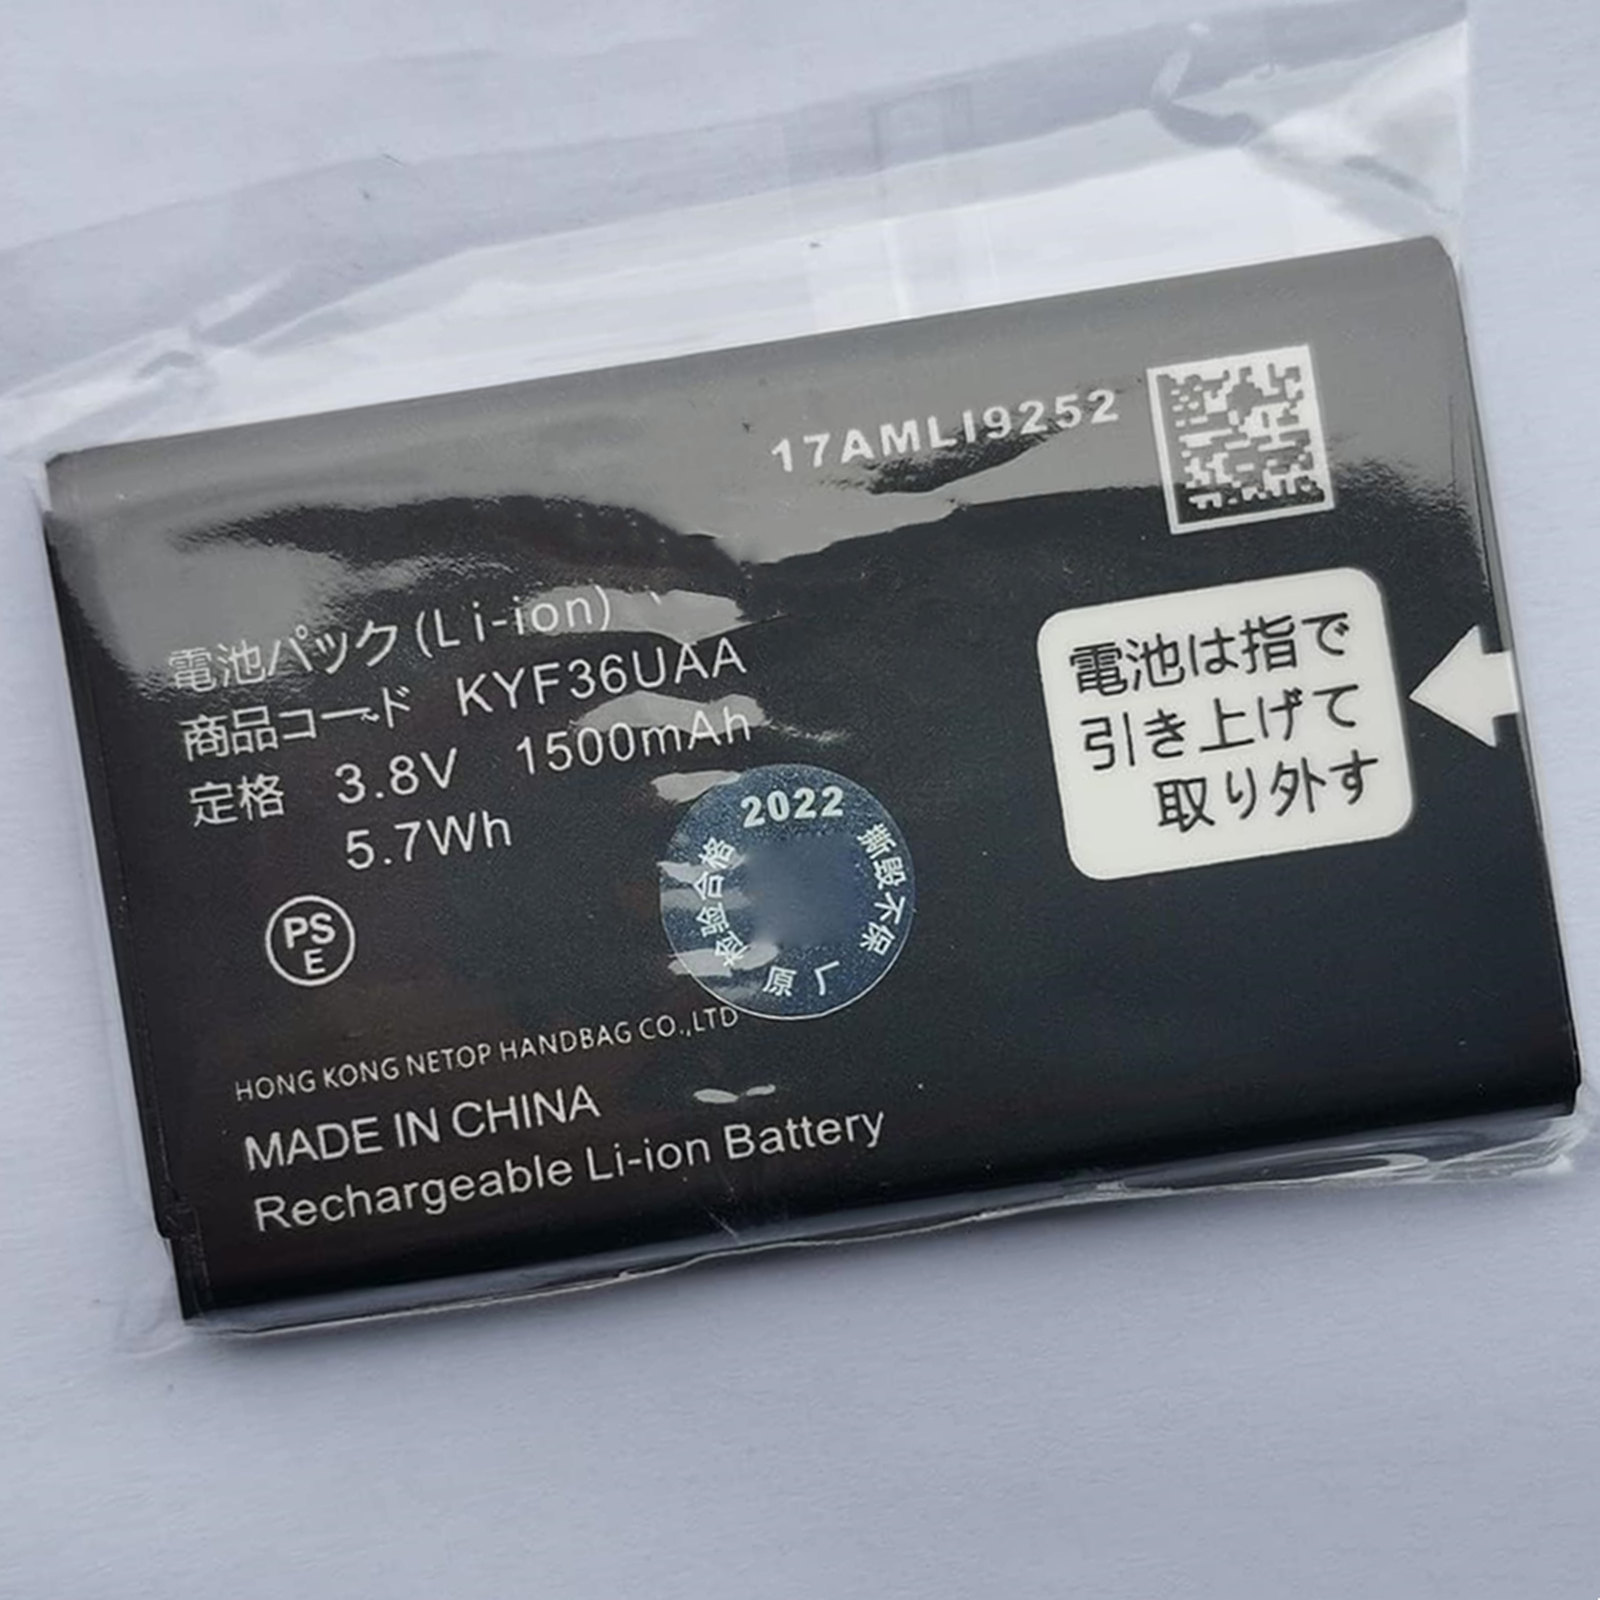 17AMLI9252
電池パック(Li-ion)
商品コード KYF36UAA
定格 3.8V 1500mAh
5.7Wh
電池は指で
引き上げて
取り外す
2022
检验合格
撕毁不保
原厂
PS
E
HONG KONG NETOP HANDBAG CO.,LTD
MADE IN CHINA
Rechargeable Li-ion Battery